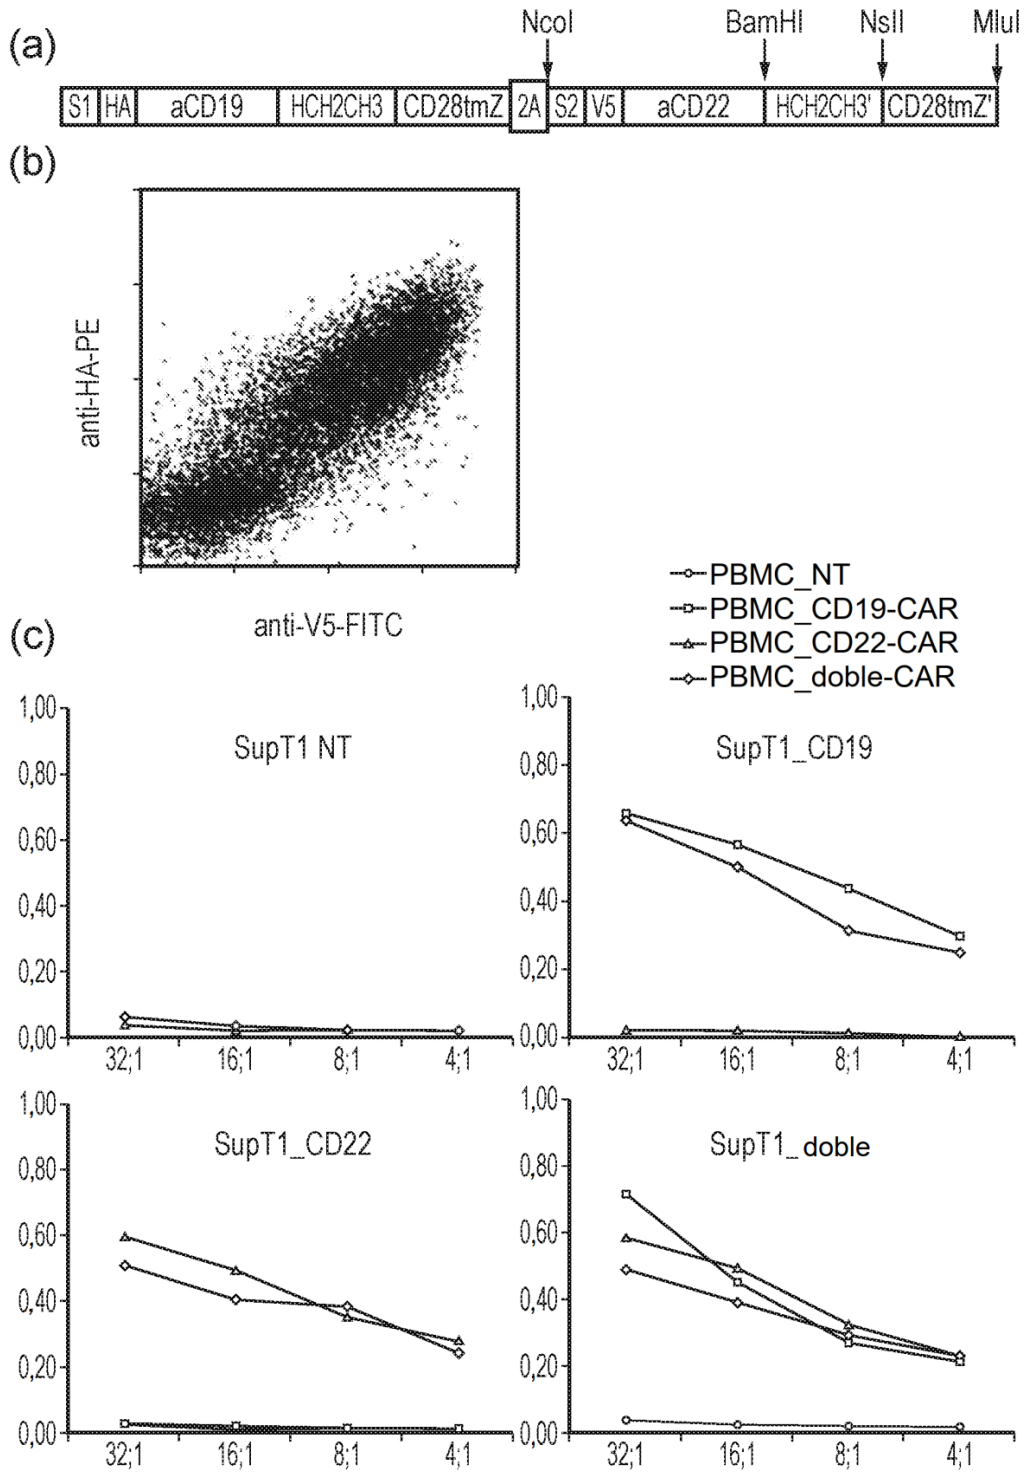 (a)
NcoI BamHI NsII MluI
S1 HA aCD19 HCH2CH3 CD28tmZ 2A S2 V5 aCD22 HCH2CH3' CD28tmZ'
(b)
anti-HA-PE
anti-V5-FITC
PBMC_NT
PBMC_CD19-CAR
PBMC_CD22-CAR
PBMC_doble-CAR
(c)
SupT1 NT
1,00
0,80
0,60
0,40
0,20
0,00
32;1 16;1 8;1 4;1
SupT1_CD19
1,00
0,80
0,60
0,40
0,20
0,00
32;1 16;1 8;1 4;1
SupT1_CD22
1,00
0,80
0,60
0,40
0,20
0,00
32;1 16;1 8;1 4;1
SupT1_doble
1,00
0,80
0,60
0,40
0,20
0,00
32;1 16;1 8;1 4;1